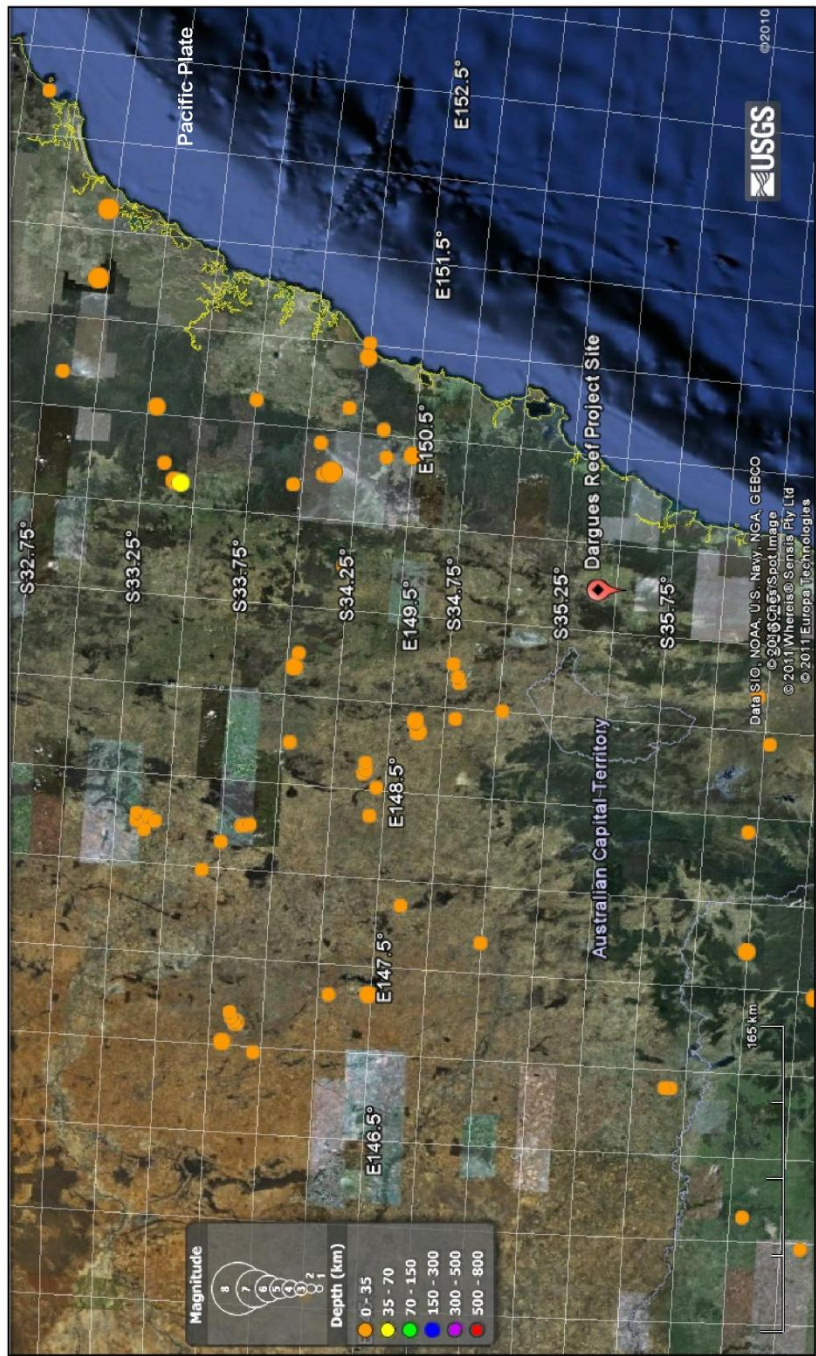 Magnitude
8
7
6
5
4
3
2
1
Depth (km)
0 - 35
35 - 70
70 - 150
150 - 300
300 - 500
500 - 800
S32.75°
S33.25°
S33.75°
S34.25°
S34.75°
S35.25°
S35.75°
E146.5°
E147.5°
E148.5°
E149.5°
E150.5°
E151.5°
E152.5°
Pacific Plate
Dargues Reef Project Site
Australian Capital Territory
165 km
Data SIO, NOAA, U.S. Navy, NGA, GEBCO
Spot Image
© 2011 Whereis® Sensis Pty Ltd
© 2011 Europa Technologies
USGS
©2010